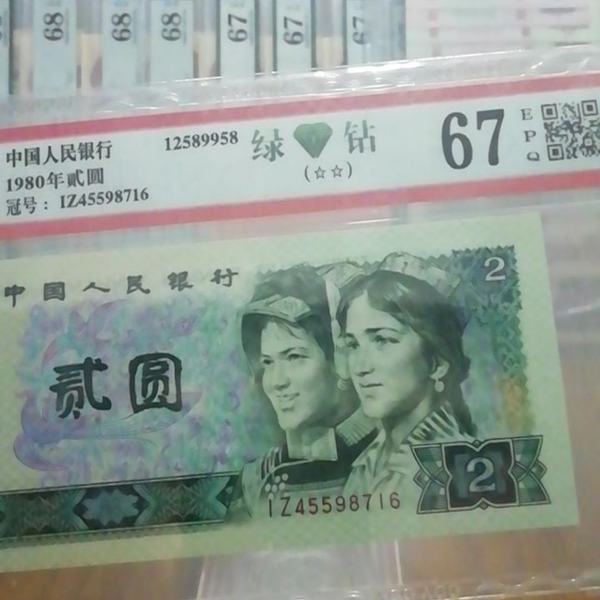 68 68 68 67 67 67
中国人民银行
1980年贰圆
冠号：IZ45598716
12589958
绿 钻
(☆☆)
67
EPQ
中国人民银行
2
贰圆
IZ45598716
2